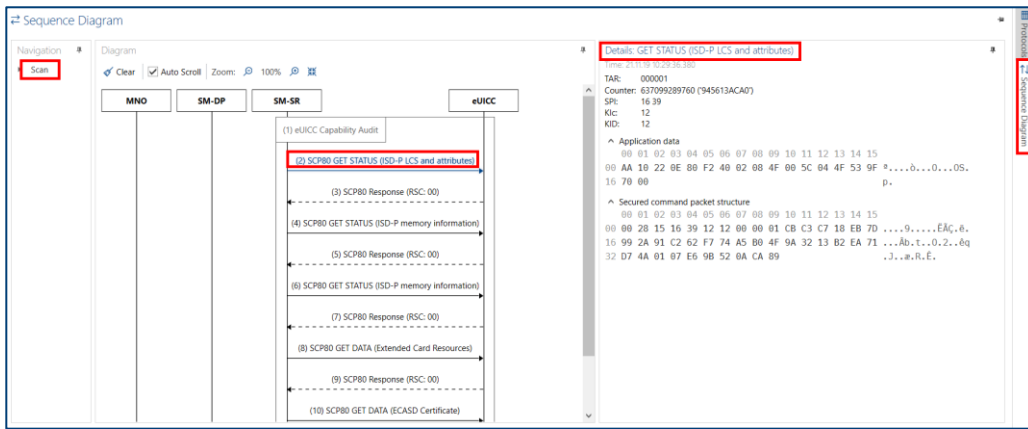 Sequence Diagram
Navigation
Scan
Diagram
Clear Auto Scroll Zoom: 100%
MNO SM-DP SM-SR eUICC
(1) eUICC Capability Audit
(2) SCP80 GET STATUS (ISD-P LCS and attributes)
(3) SCP80 Response (RSC: 00)
(4) SCP80 GET STATUS (ISD-P memory information)
(5) SCP80 Response (RSC: 00)
(6) SCP80 GET STATUS (ISD-P memory information)
(7) SCP80 Response (RSC: 00)
(8) SCP80 GET DATA (Extended Card Resources)
(9) SCP80 Response (RSC: 00)
(10) SCP80 GET DATA (ECASD Certificate)
Details: GET STATUS (ISD-P LCS and attributes)
Time: 21.11.19 10:29:36.380
TAR: 000001
Counter: 637099289760 ('945613ACA0')
SPI: 16 39
KIc: 12
KID: 12
Application data
00 01 02 03 04 05 06 07 08 09 10 11 12 13 14 15
00 AA 10 22 0E 80 F2 40 02 08 4F 00 5C 04 4F 53 9F ª....ò...O...OS.
16 70 00 p.
Secured command packet structure
00 01 02 03 04 05 06 07 08 09 10 11 12 13 14 15
00 00 28 15 16 39 12 12 00 00 01 CB C3 C7 18 EB 7D ....9.....ËÃÇ.ë.
16 99 2A 91 C2 62 F7 74 A5 B0 4F 9A 32 13 B2 EA 71 ...Âb.t..O.2..êq
32 D7 4A 01 07 E6 9B 52 0A CA 89 .J..æ.R.Ê.
Protocols
Sequence Diagram